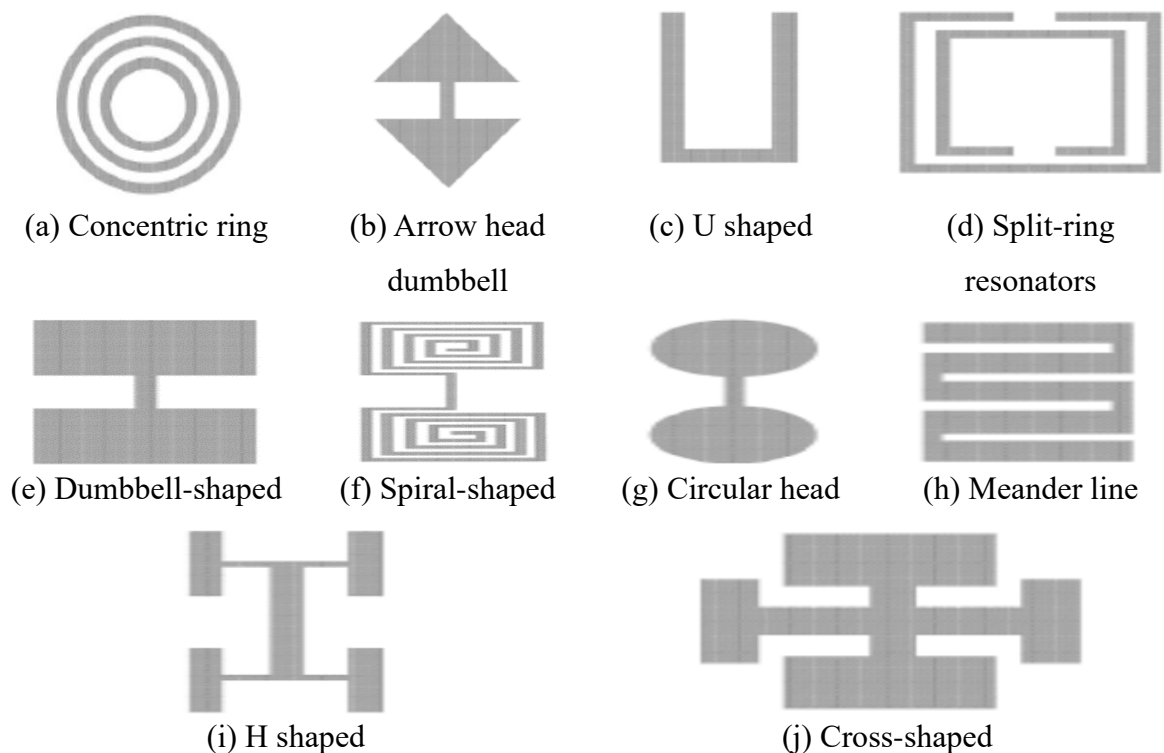 (a) Concentric ring
(b) Arrow head
dumbbell
(c) U shaped
(d) Split-ring
resonators
(e) Dumbbell-shaped
(f) Spiral-shaped
(g) Circular head
(h) Meander line
(i) H shaped
(j) Cross-shaped